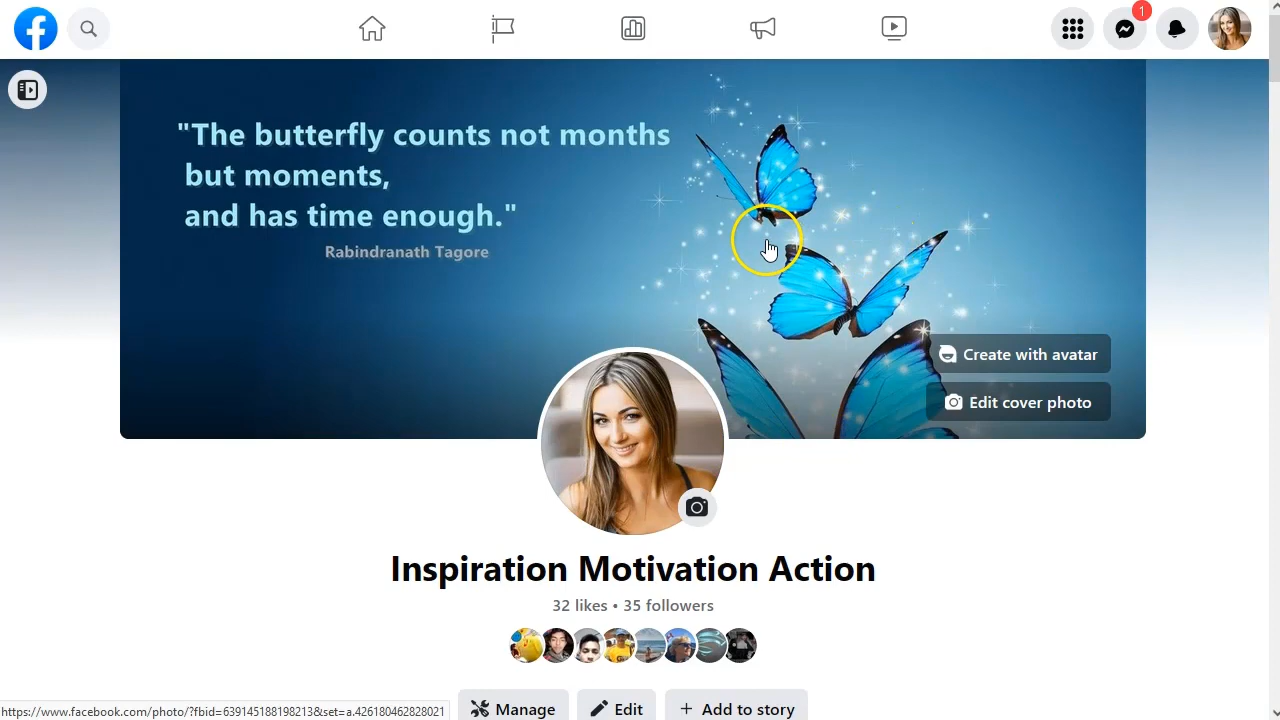 1
"The butterfly counts not months
but moments,
and has time enough."
Rabindranath Tagore
Create with avatar
Edit cover photo
Inspiration Motivation Action
32 likes • 35 followers
https://www.facebook.com/photo/?fbid=639145188198213&set=a.426180462828021
Manage
Edit
+ Add to story